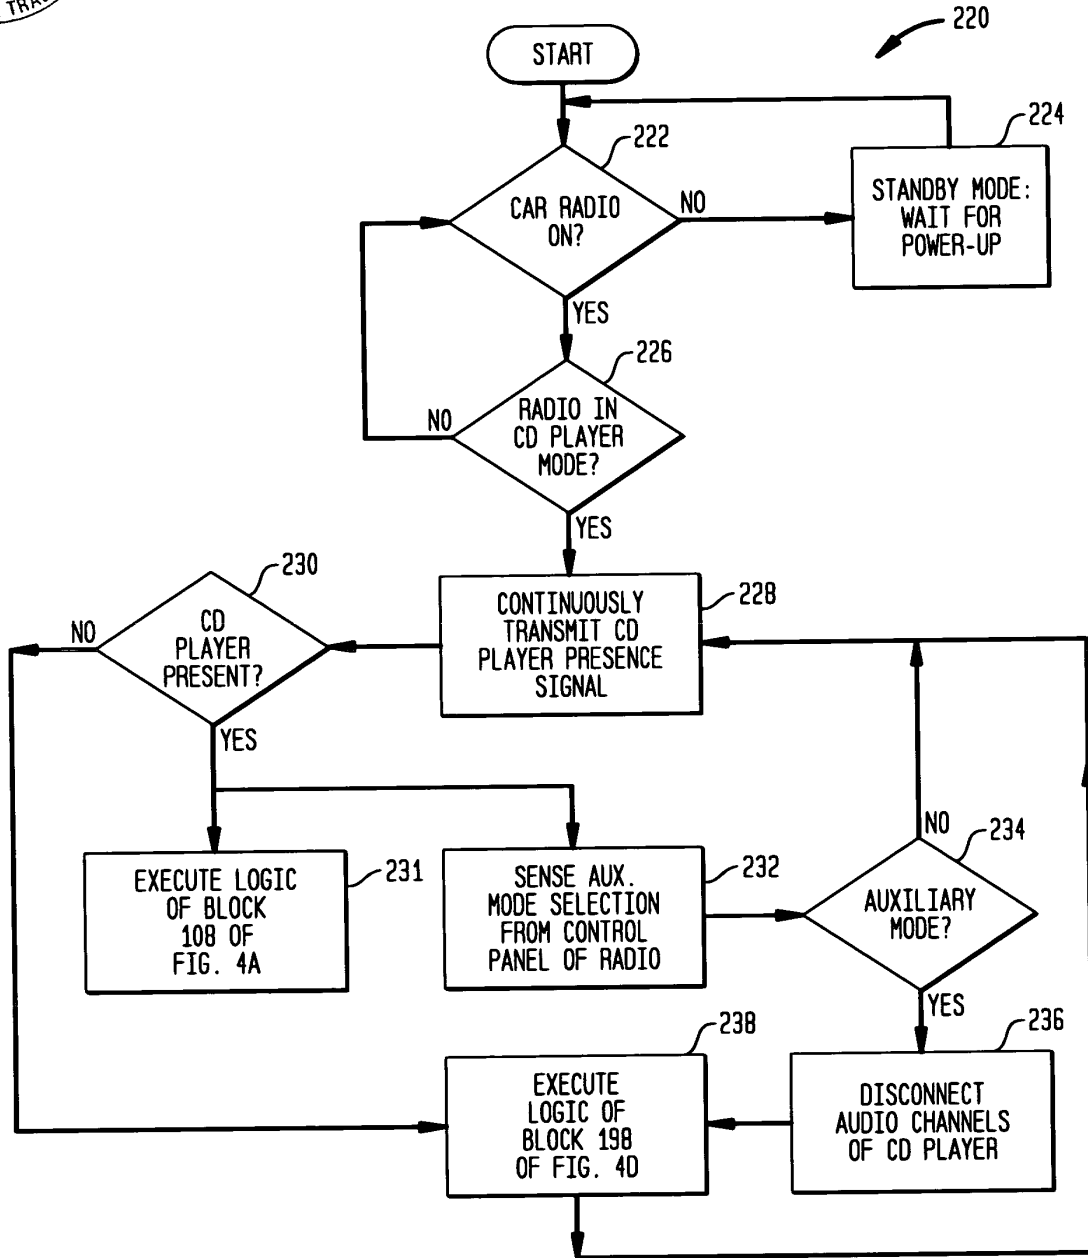 TRA
220
START
222
224
CAR RADIO
ON?
NO
STANDBY MODE:
WAIT FOR
POWER-UP
YES
226
NO
RADIO IN
CD PLAYER
MODE?
YES
230
228
CONTINUOUSLY
TRANSMIT CD
PLAYER PRESENCE
SIGNAL
NO
CD
PLAYER
PRESENT?
YES
NO
234
231
EXECUTE LOGIC
OF BLOCK
108 OF
FIG. 4A
232
SENSE AUX.
MODE SELECTION
FROM CONTROL
PANEL OF RADIO
AUXILIARY
MODE?
YES
238
236
EXECUTE
LOGIC OF
BLOCK 198
OF FIG. 4D
DISCONNECT
AUDIO CHANNELS
OF CD PLAYER